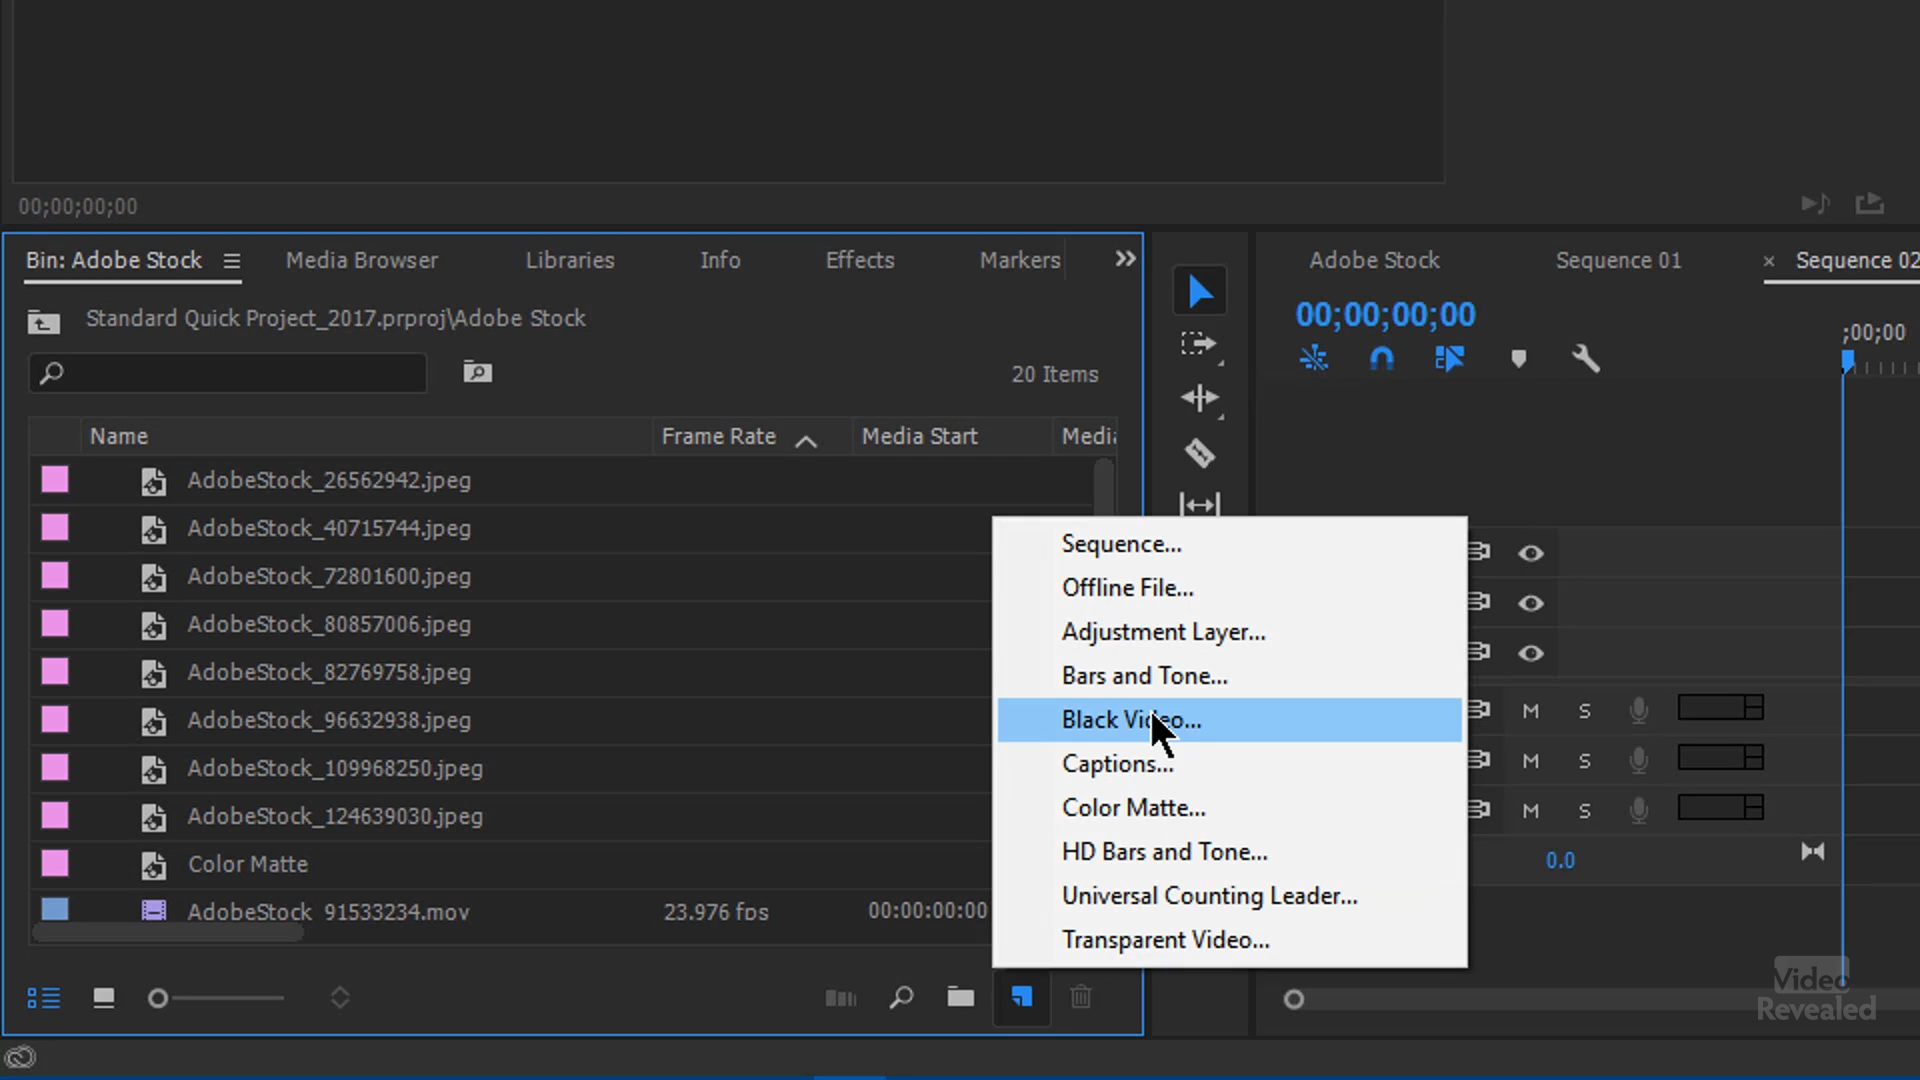 00;00;00;00
Bin: Adobe Stock
Media Browser
Libraries
Info
Effects
Markers
Standard Quick Project_2017.prproj\Adobe Stock
20 Items
Name
Frame Rate
Media Start
Media
AdobeStock_26562942.jpeg
AdobeStock_40715744.jpeg
AdobeStock_72801600.jpeg
AdobeStock_80857006.jpeg
AdobeStock_82769758.jpeg
AdobeStock_96632938.jpeg
AdobeStock_109968250.jpeg
AdobeStock_124639030.jpeg
Color Matte
AdobeStock_91533234.mov 23.976 fps 00:00:00:00
Sequence...
Offline File...
Adjustment Layer...
Bars and Tone...
Black Video...
Captions...
Color Matte...
HD Bars and Tone...
Universal Counting Leader...
Transparent Video...
Adobe Stock
Sequence 01
× Sequence 02
00;00;00;00
;00;00
M S
M S
M S
0.0
Video
Revealed